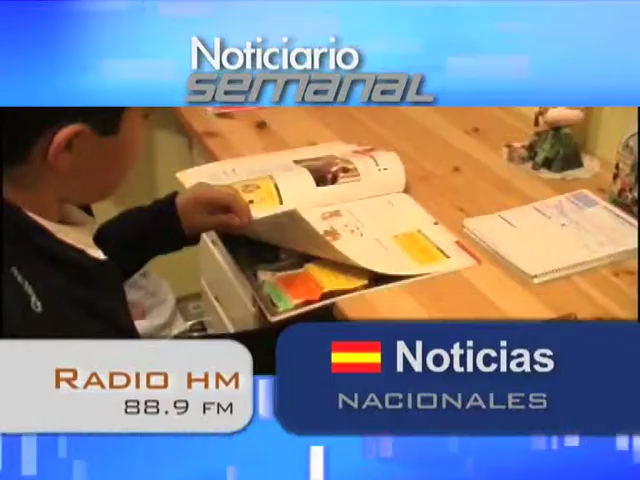 Noticiario
semanal
RADIO HM
88.9 FM
Noticias
NACIONALES